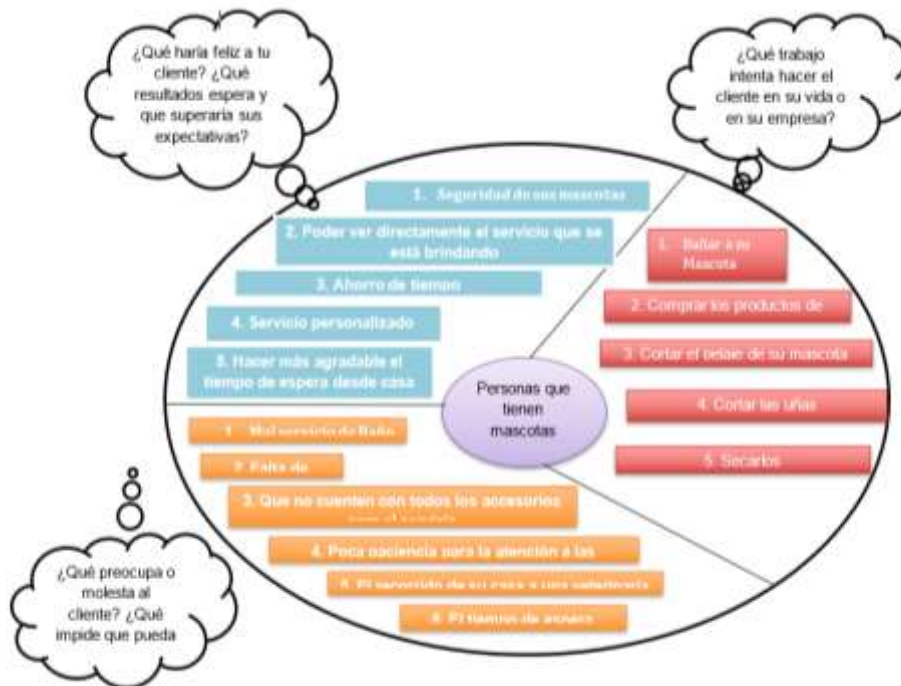 ¿Qué haría feliz a tu
cliente? ¿Qué
resultados espera y
que superaría sus
expectativas?
¿Qué trabajo
intenta hacer el
cliente en su vida o
en su empresa?
1. Seguridad de sus mascotas
2. Poder ver directamente el servicio que se
está brindando
3. Ahorro de tiempo
4. Servicio personalizado
5. Hacer más agradable el
tiempo de espera desde casa
1. Bañar a su
Mascota
2. Comprar los productos de
3. Cortar el pelaje de su mascota
4. Cortar las uñas
5. Secarlos
Personas que
tienen
mascotas
1. Mal servicio de Baño
2. Falta de
3. Que no cuenten con todos los accesorios
4. Poca paciencia para la atención a las
5. El recorrido de su casa a una veterinaria
6. El tiempo de espera
¿Qué preocupa o
molesta al
cliente? ¿Qué
impide que pueda